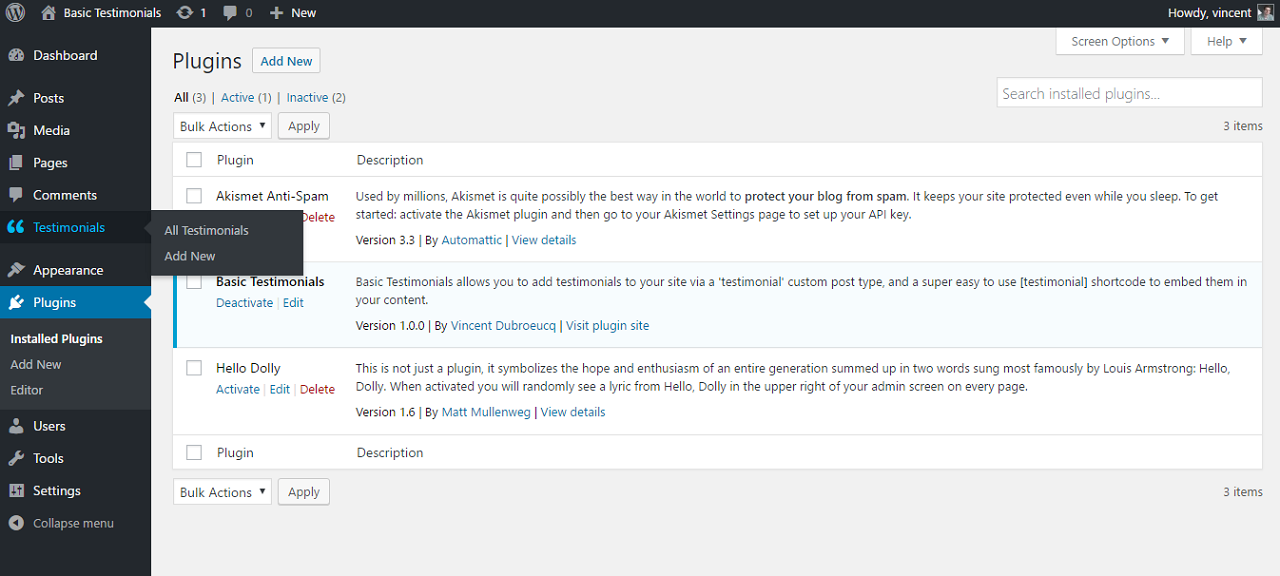 Basic Testimonials 1 0 New Howdy, vincent
Dashboard
Posts
Media
Pages
Comments
Testimonials
All Testimonials
Add New
Appearance
Plugins
Installed Plugins
Add New
Editor
Users
Tools
Settings
Collapse menu
Screen Options ▼ Help ▼
Plugins Add New
All (3) | Active (1) | Inactive (2)
Search installed plugins...
Bulk Actions ▼ Apply 3 items
Plugin Description
Akismet Anti-Spam Used by millions, Akismet is quite possibly the best way in the world to protect your blog from spam. It keeps your site protected even while you sleep. To get
Delete started: activate the Akismet plugin and then go to your Akismet Settings page to set up your API key.
Version 3.3 | By Automattic | View details
Basic Testimonials Basic Testimonials allows you to add testimonials to your site via a 'testimonial' custom post type, and a super easy to use [testimonial] shortcode to embed them in
Deactivate | Edit your content.
Version 1.0.0 | By Vincent Dubroeucq | Visit plugin site
Hello Dolly This is not just a plugin, it symbolizes the hope and enthusiasm of an entire generation summed up in two words sung most famously by Louis Armstrong: Hello,
Activate | Edit | Delete Dolly. When activated you will randomly see a lyric from Hello, Dolly in the upper right of your admin screen on every page.
Version 1.6 | By Matt Mullenweg | View details
Plugin Description
Bulk Actions ▼ Apply 3 items